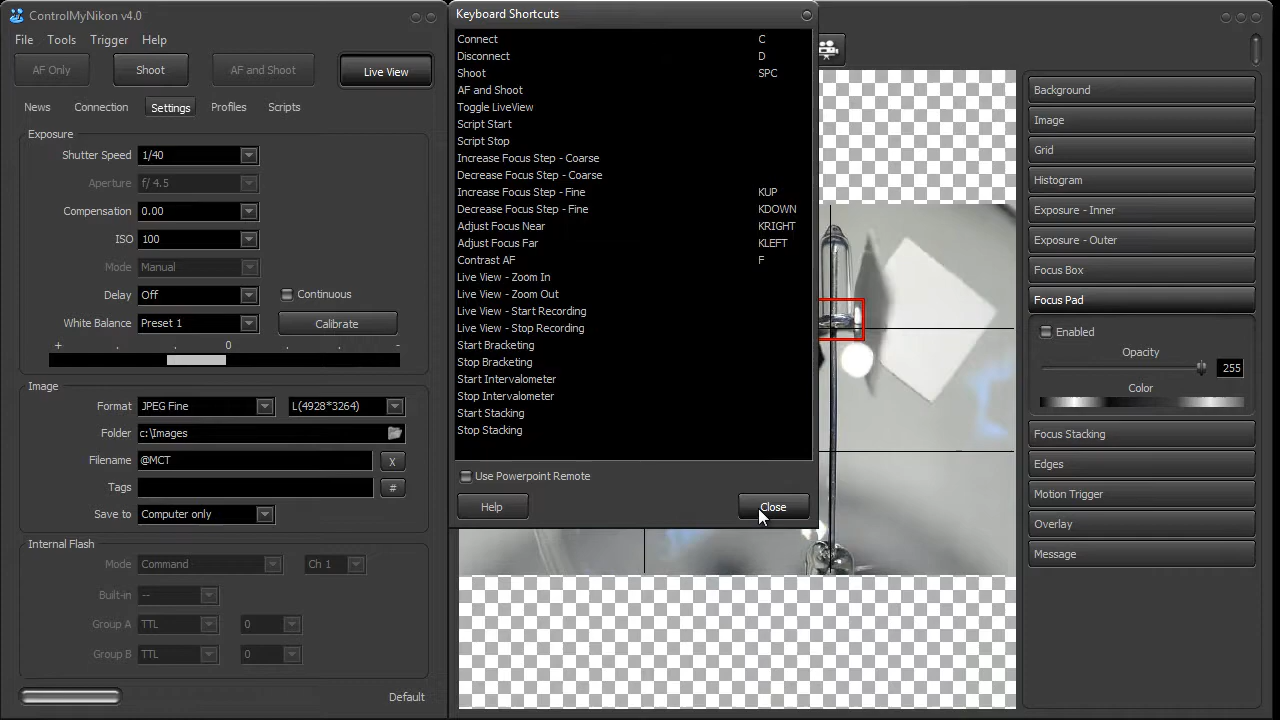 ControlMyNikon v4.0
File Tools Trigger Help
AF Only Shoot AF and Shoot Live View
News Connection Settings Profiles Scripts
Exposure
Shutter Speed 1/40
Aperture f/ 4.5
Compensation 0.00
ISO 100
Mode Manual
Delay Off Continuous
White Balance Preset 1 Calibrate
+ 0 -
Image
Format JPEG Fine L(4928*3264)
Folder c:\Images
Filename @MCT X
Tags #
Save to Computer only
Internal Flash
Mode Command Ch 1
Built-in --
Group A TTL 0
Group B TTL 0
Default
Keyboard Shortcuts
Connect C
Disconnect D
Shoot SPC
AF and Shoot
Toggle LiveView
Script Start
Script Stop
Increase Focus Step - Coarse
Decrease Focus Step - Coarse
Increase Focus Step - Fine KUP
Decrease Focus Step - Fine KDOWN
Adjust Focus Near KRIGHT
Adjust Focus Far KLEFT
Contrast AF F
Live View - Zoom In
Live View - Zoom Out
Live View - Start Recording
Live View - Stop Recording
Start Bracketing
Stop Bracketing
Start Intervalometer
Stop Intervalometer
Start Stacking
Stop Stacking
Use Powerpoint Remote
Help Close
Background
Image
Grid
Histogram
Exposure - Inner
Exposure - Outer
Focus Box
Focus Pad
Enabled
Opacity
255
Color
Focus Stacking
Edges
Motion Trigger
Overlay
Message